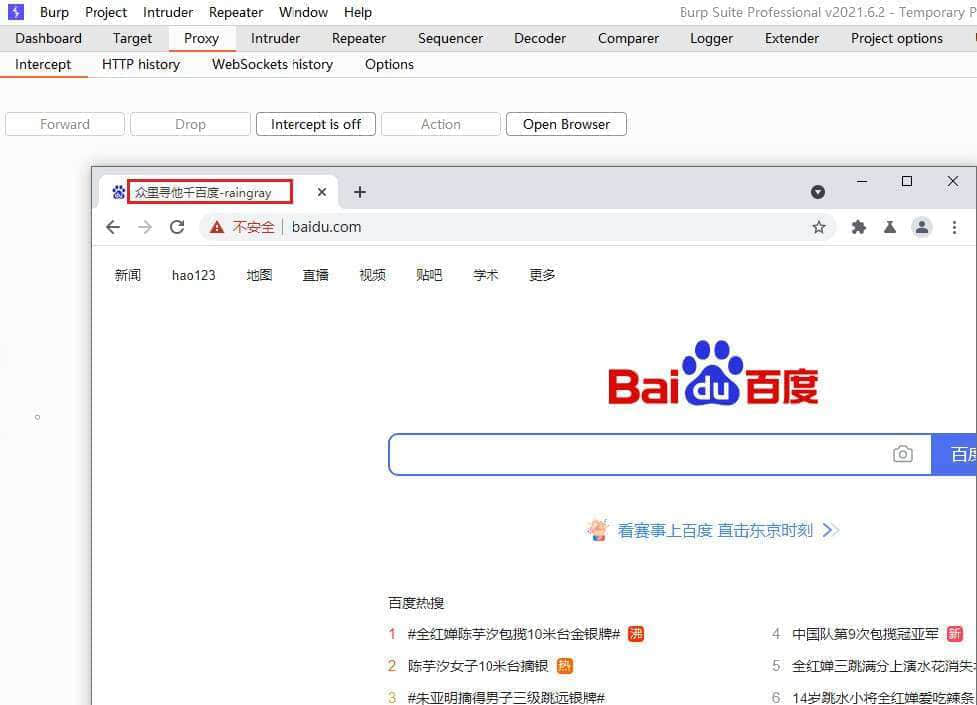 Burp Project Intruder Repeater Window Help Burp Suite Professional v2021.6.2 - Temporary P
Dashboard Target Proxy Intruder Repeater Sequencer Decoder Comparer Logger Extender Project options
Intercept HTTP history WebSockets history Options
Forward Drop Intercept is off Action Open Browser
众里寻他千百度-raingray
不安全 baidu.com
新闻 hao123 地图 直播 视频 贴吧 学术 更多
Baidu百度
百度
看赛事上百度 直击东京时刻
百度热搜
1 #全红婵陈芋汐包揽10米台金银牌# 沸
4 中国队第9次包揽冠亚军 新
2 陈芋汐女子10米台摘银 热
5 全红婵三跳满分上演水花消失
3 #朱亚明摘得男子三级跳远银牌#
6 14岁跳水小将全红婵爱吃辣条